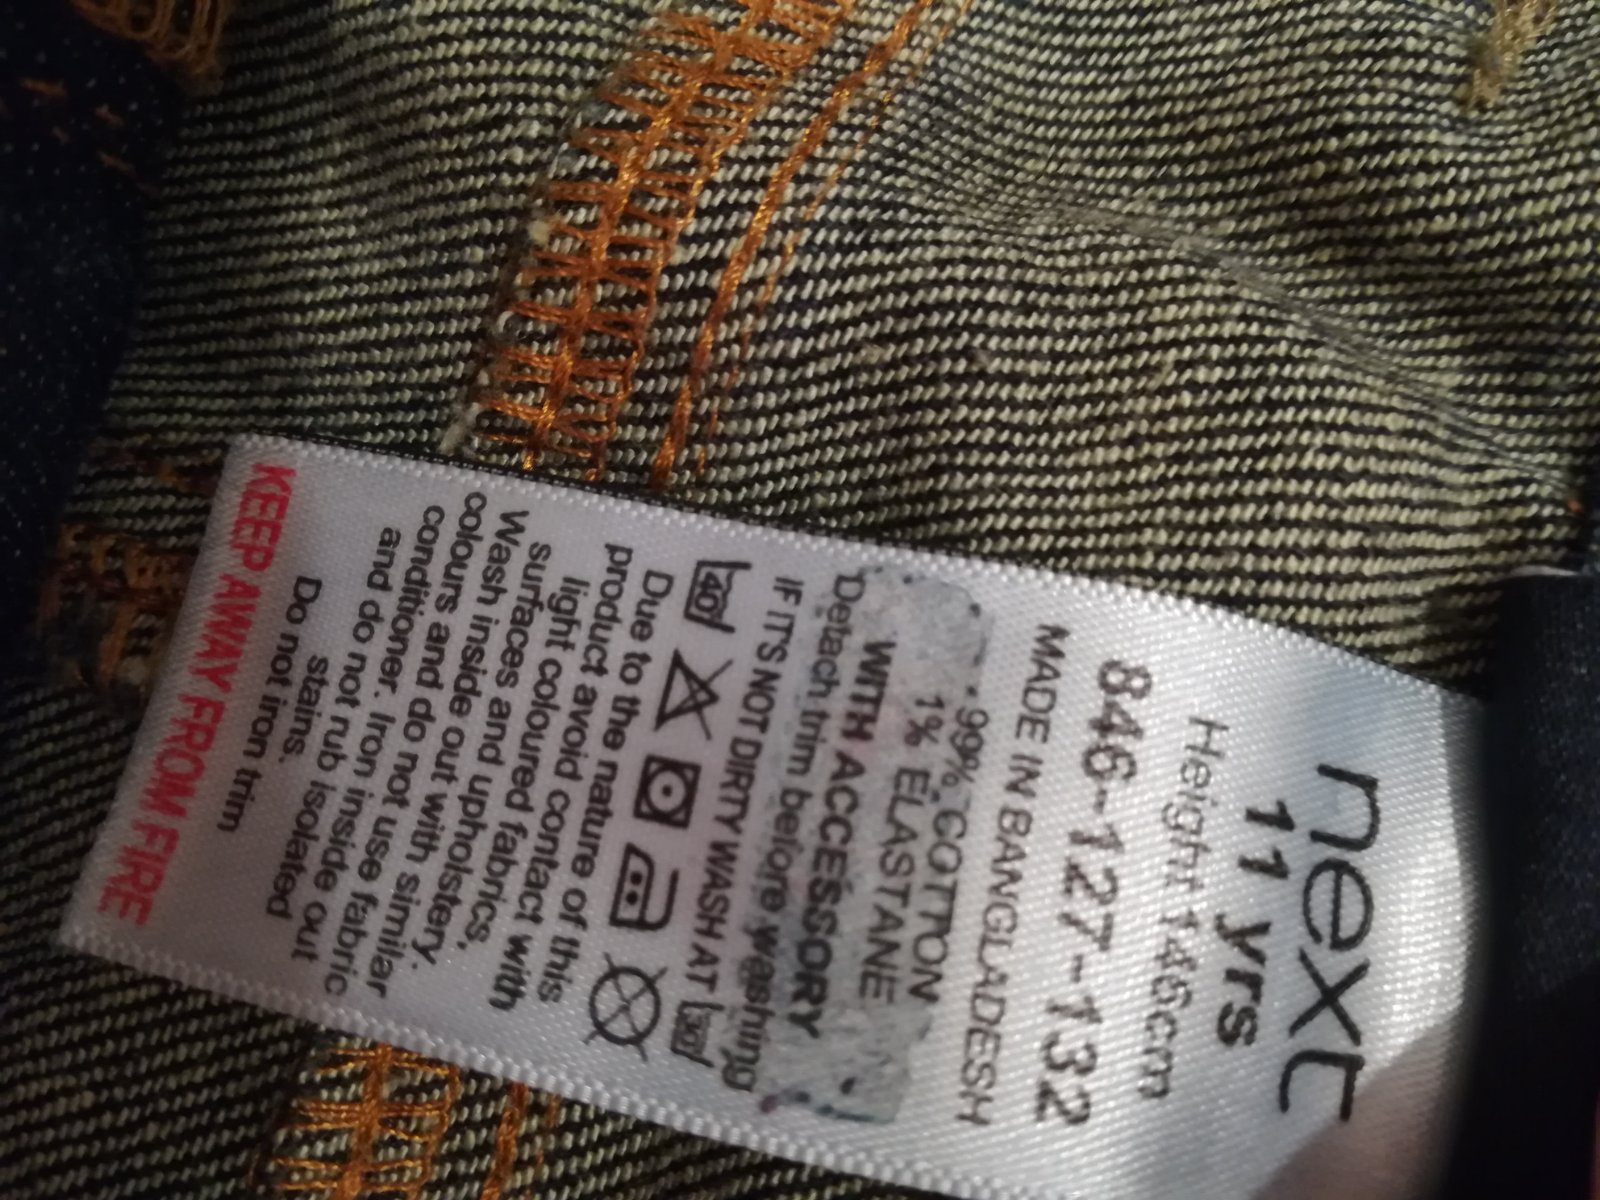 next
11 yrs
Height 146cm
846-127-132
MADE IN BANGLADESH
99% COTTON
1% ELASTANE
WITH ACCESSORY
Detach trim before washing
IF IT'S NOT DIRTY WASH AT 30
40
Due to the nature of this
product avoid contact with
light coloured fabrics,
surfaces and upholstery.
Wash inside out with similar
colours and do not use fabric
conditioner. Iron inside out
and do not rub isolated
stains.
Do not iron trim
KEEP AWAY FROM FIRE